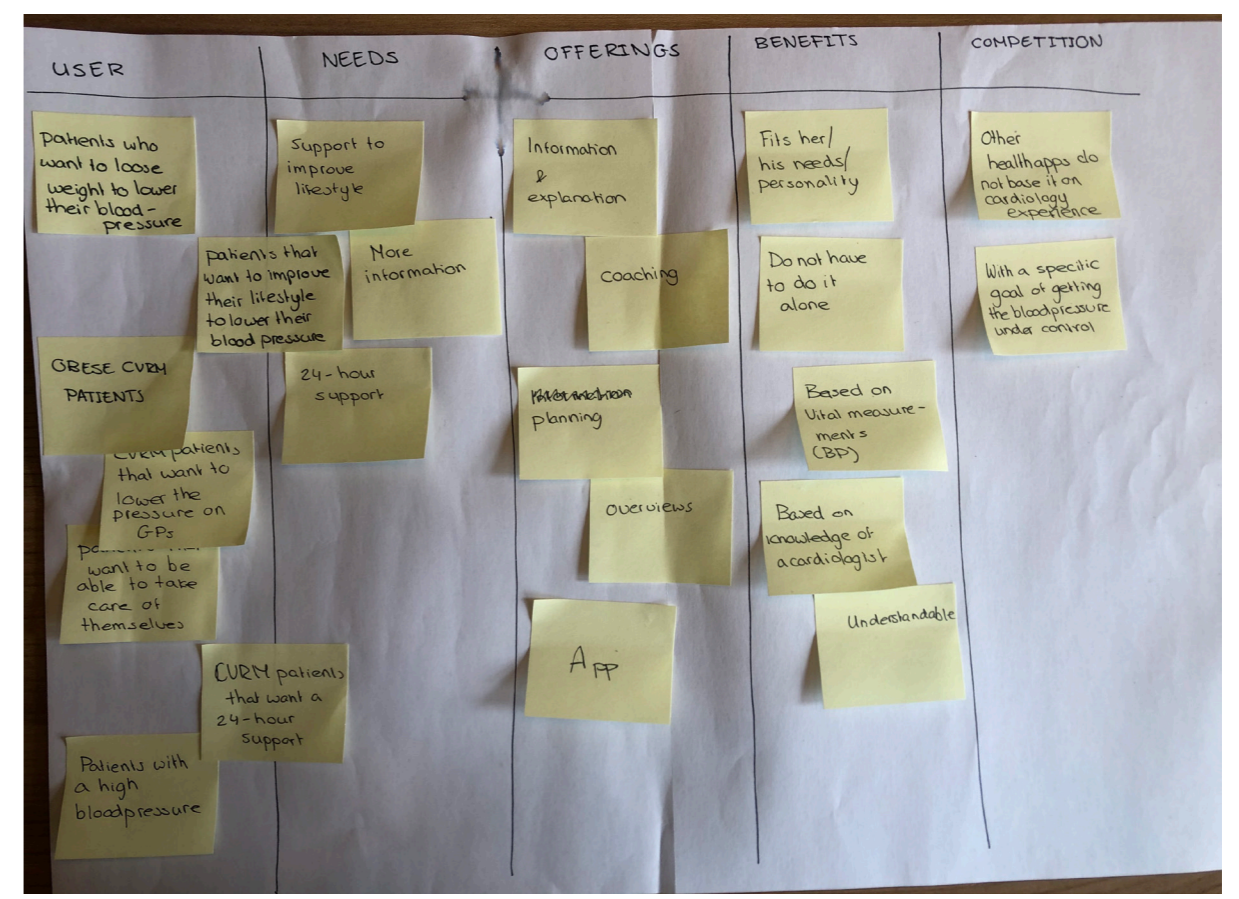 USER
NEEDS
OFFERINGS
BENEFITS
COMPETITION
patients who
want to loose
weight to lower
their blood-
pressure
patients that
want to improve
their lifestyle
to lower their
blood pressure
OBESE CVRM
PATIENTS
CVRM patients
that want to
lower the
pressure on
GPs
want to be
able to take
care of
themselves
CVRM patients
that want a
24-hour
support
Patients with
a high
bloodpressure
Support to
improve
lifestyle
More
information
24-hour
support
Information
&
explanation
coaching
planning
overviews
App
Fits her/
his needs/
personality
Do not have
to do it
alone
Based on
Vital measure-
ments
(BP)
Based on
knowledge of
a cardiologist
Understandable
Other
healthapps do
not base it on
cardiology
experience
With a specific
goal of getting
the bloodpressure
under control